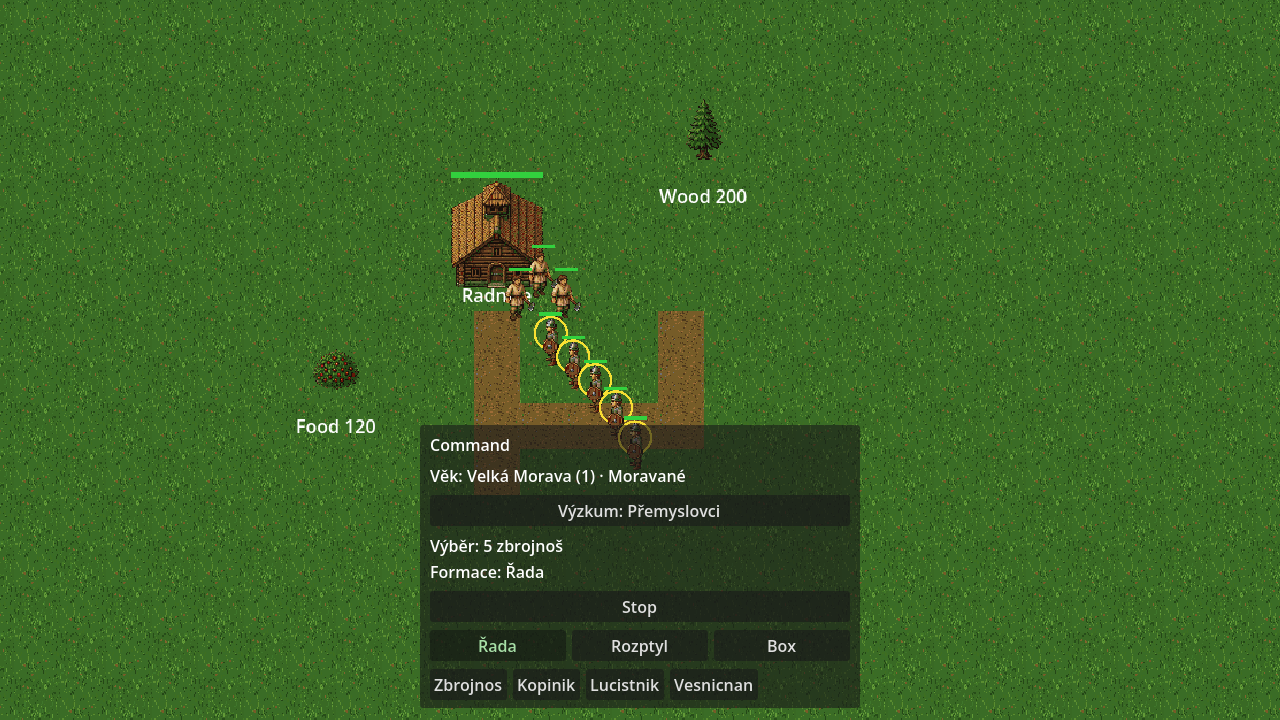 Wood 200
Food 120
Command
Věk: Velká Morava (1) · Moravané
Výzkum: Přemyslovci
Výběr: 5 zbrojnoš
Formace: Řada
Stop
Řada Rozptyl Box
Zbrojnos Kopinik Lucistnik Vesnicnan